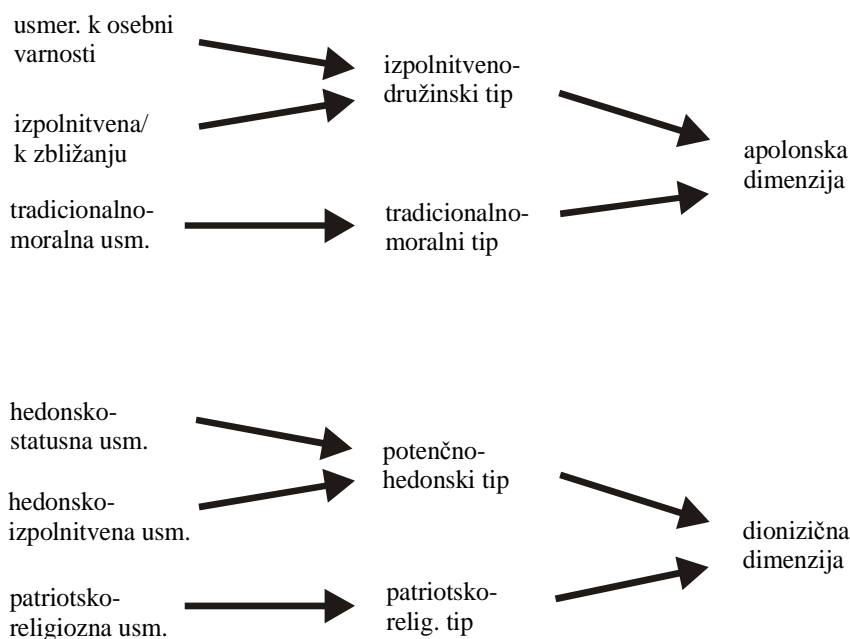 usmer. k osebni
varnosti
izpolnitvena/
k zbližanju
tradicionalno-
moralna usm.
izpolnitveno-
družinski tip
tradicionalno-
moralni tip
apolonska
dimenzija
hedonsko-
statusna usm.
hedonsko-
izpolnitvena usm.
patriotsko-
religiozna usm.
potenčno-
hedonski tip
patriotsko-
relig. tip
dionizična
dimenzija